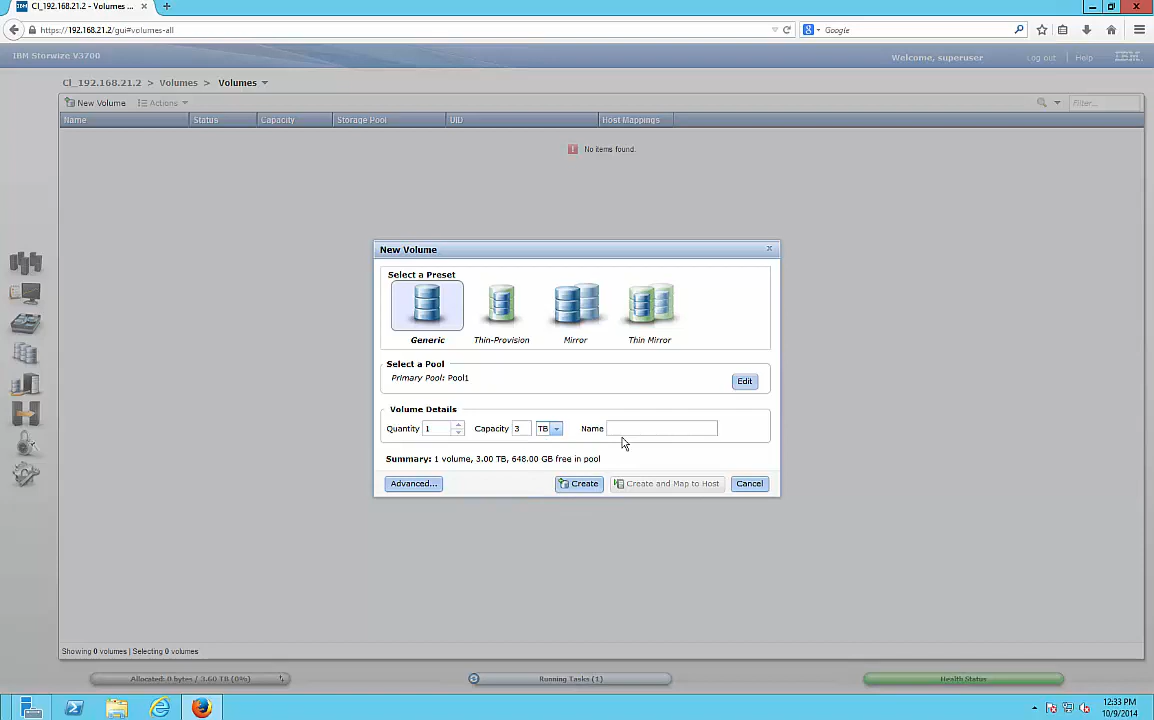 CI_192.168.21.2 - Volumes ...
https://192.168.21.2/gui#volumes-all
Google
IBM Storwize V3700
Welcome, superuser
Log out
Help
IBM
CI_192.168.21.2 > Volumes > Volumes
New Volume
Actions
Filter...
Name
Status
Capacity
Storage Pool
UID
Host Mappings
No items found.
New Volume
Select a Preset
Generic
Thin-Provision
Mirror
Thin Mirror
Select a Pool
Primary Pool: Pool1
Edit
Volume Details
Quantity 1
Capacity 3 TB
Name
Summary: 1 volume, 3.00 TB, 648.00 GB free in pool
Advanced...
Create
Create and Map to Host
Cancel
Showing 0 volumes | Selecting 0 volumes
Allocated: 0 bytes / 3.60 TB (0%)
Running Tasks (1)
Health Status
12:33 PM
10/9/2014